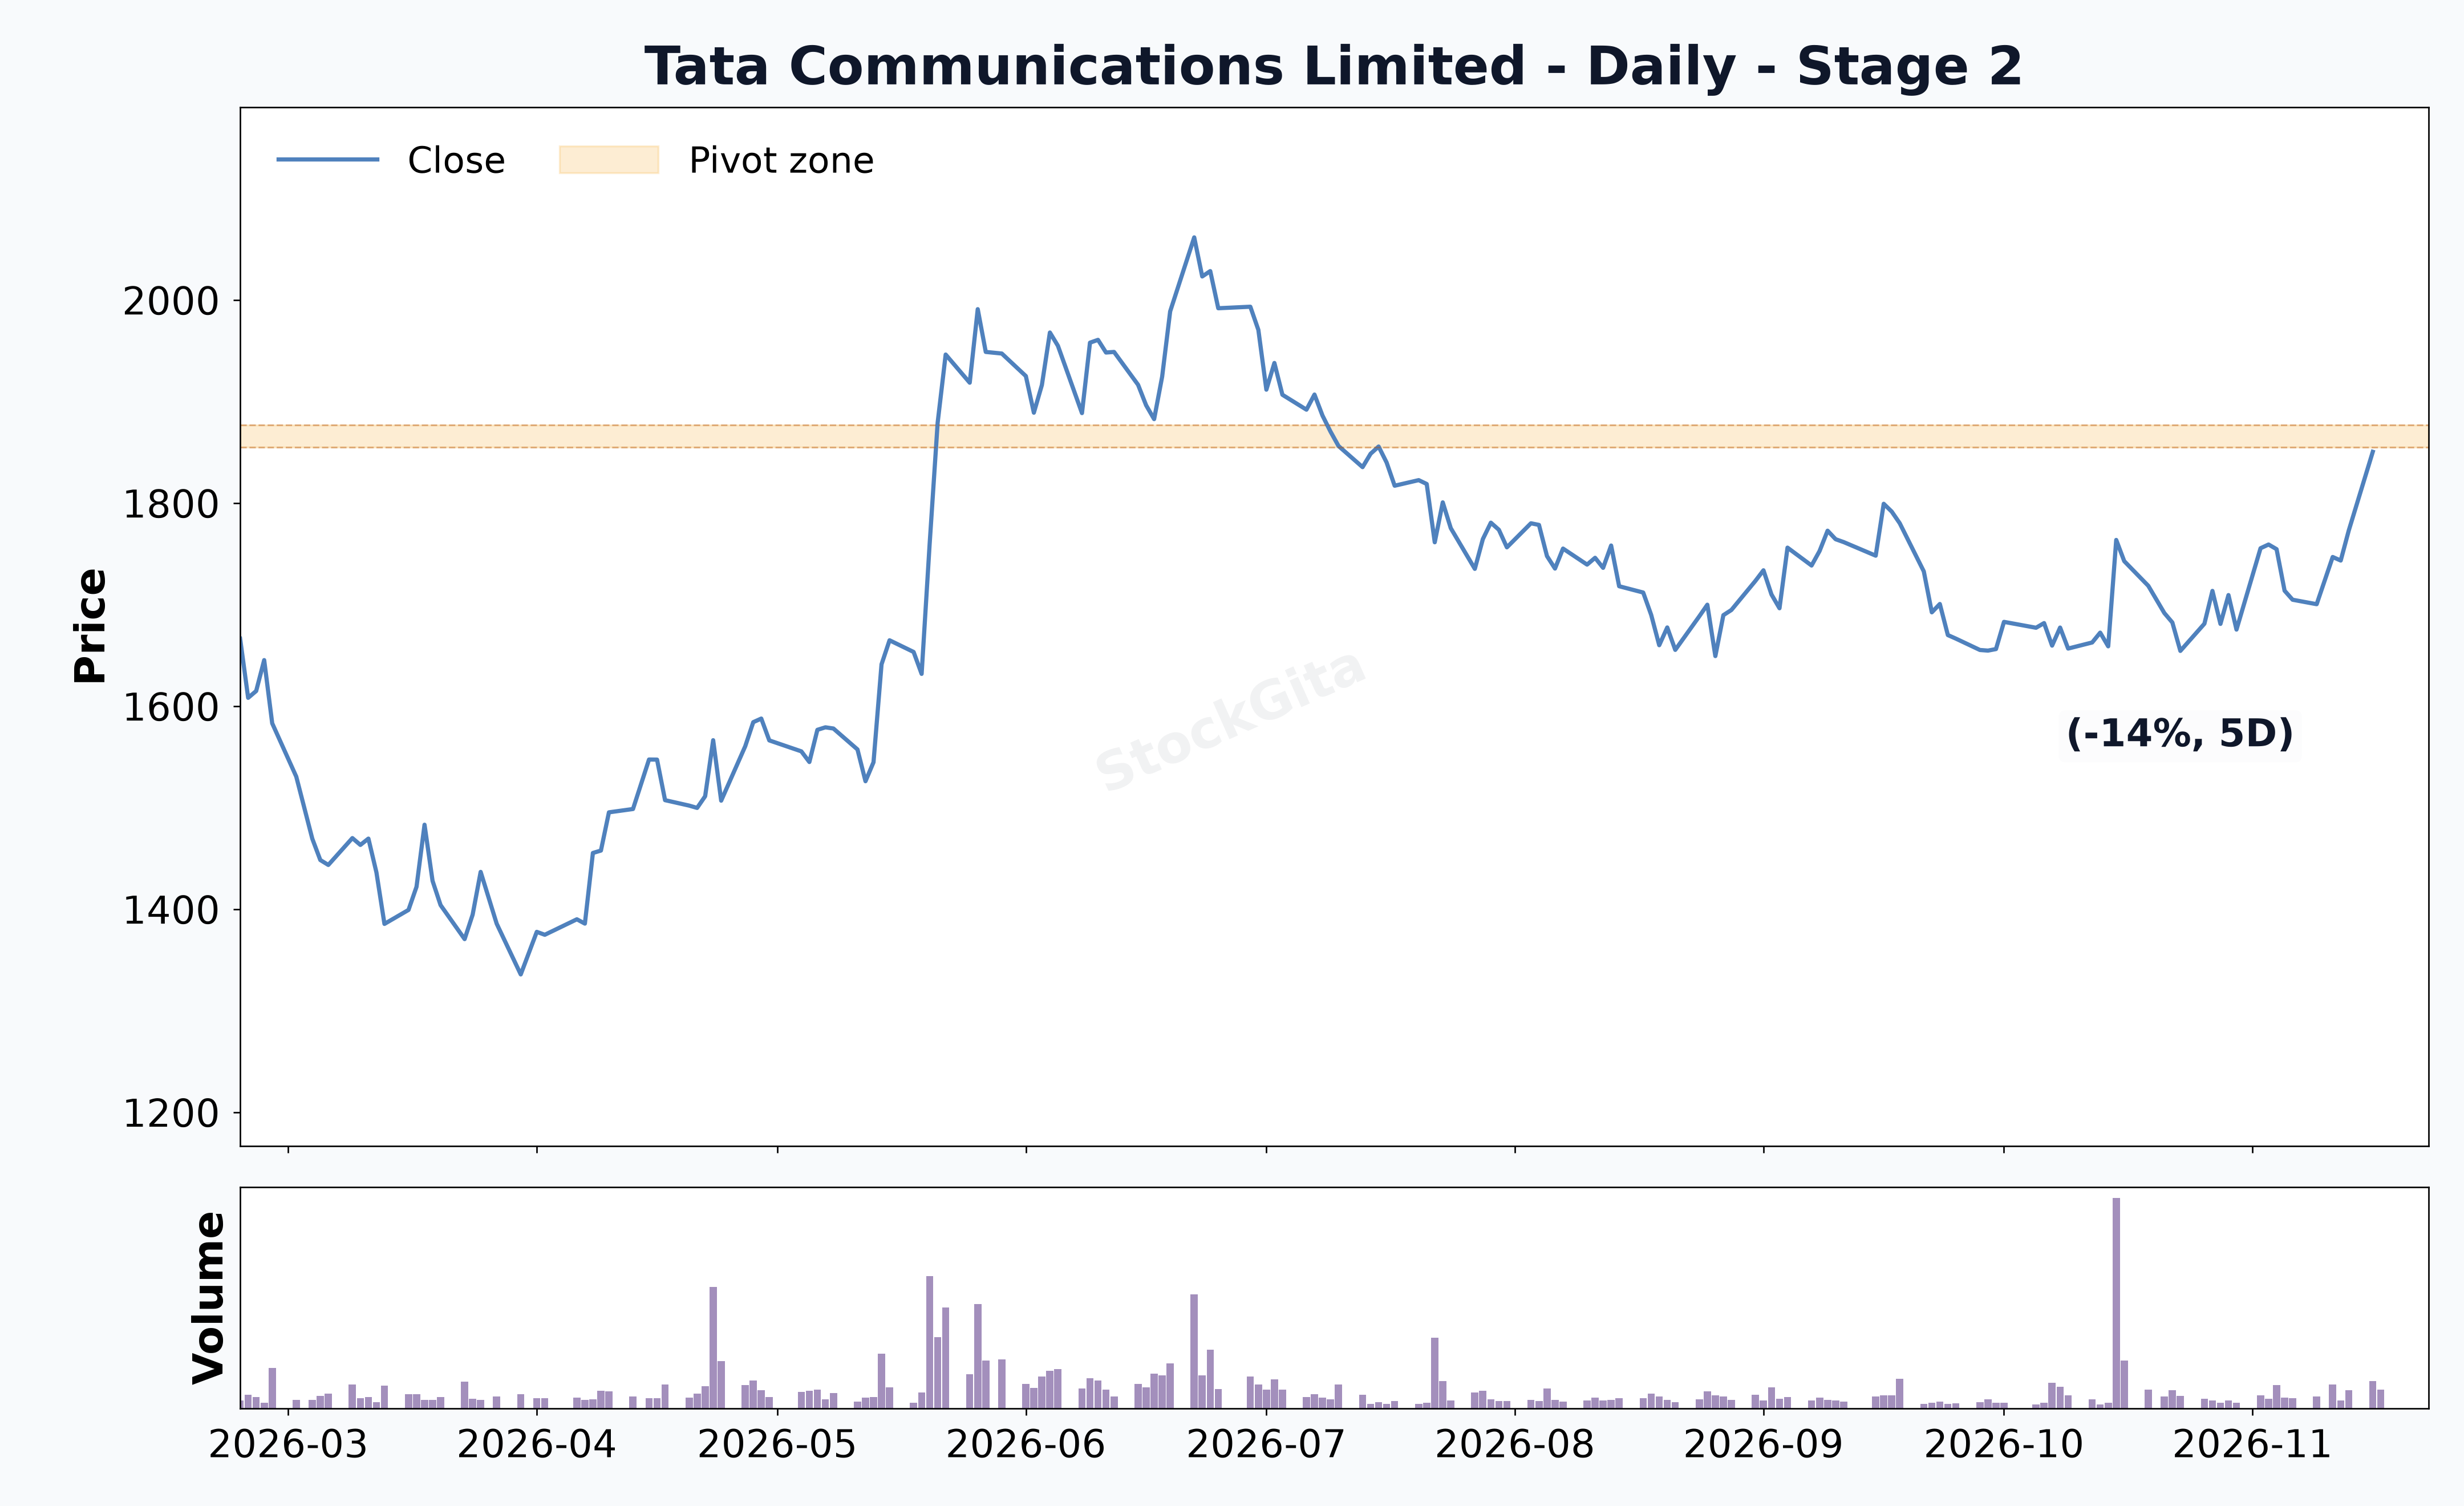 Tata Communications Limited - Daily - Stage 2
Close
Pivot zone
2000
1800
1600
1400
1200
Price
StockGita
(-14%, 5D)
Volume
2026-03
2026-04
2026-05
2026-06
2026-07
2026-08
2026-09
2026-10
2026-11